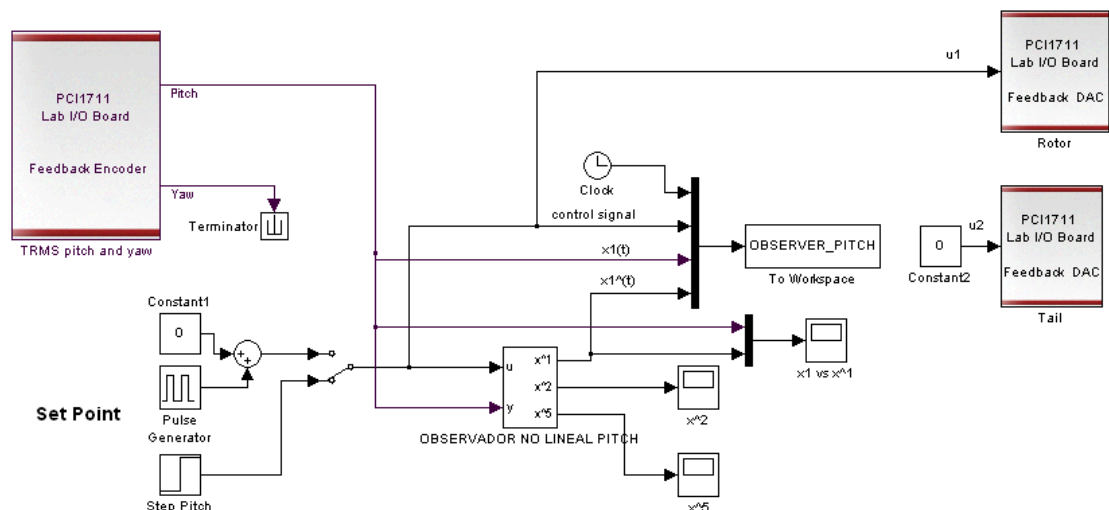 PCI1711
Lab I/O Board
Feedback Encoder
TRMS pitch and yaw
Pitch
Yaw
Terminator
u1
PCI1711
Lab I/O Board
Feedback DAC
Rotor
Clock
control signal
x1(t)
x1^(t)
OBSERVER_PITCH
To Workspace
0
Constant2
u2
PCI1711
Lab I/O Board
Feedback DAC
Tail
Constant1
0
+
+
Set Point
Pulse
Generator
Step Pitch
u
y
x^1
x^2
x^5
OBSERVADOR NO LINEAL PITCH
x1 vs x^1
x^2
x^5